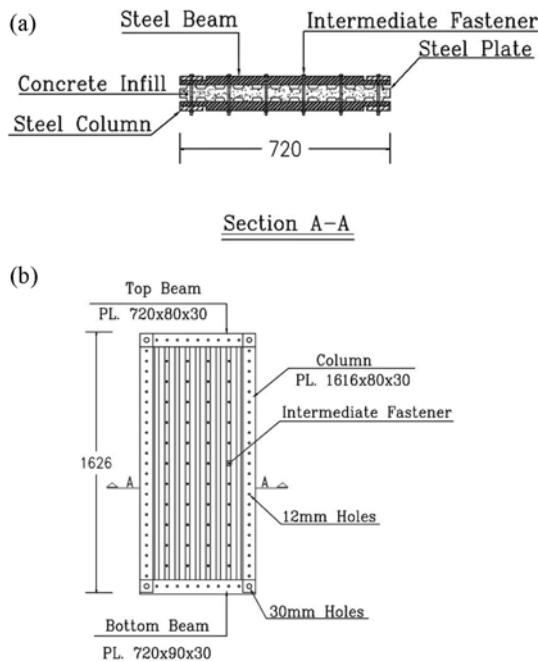 (a)
Steel Beam
Intermediate Fastener
Steel Plate
Concrete Infill
Steel Column
720
Section A-A
(b)
Top Beam
PL. 720x80x30
Column
PL. 1616x80x30
Intermediate Fastener
1626
A
A
12mm Holes
30mm Holes
Bottom Beam
PL. 720x90x30